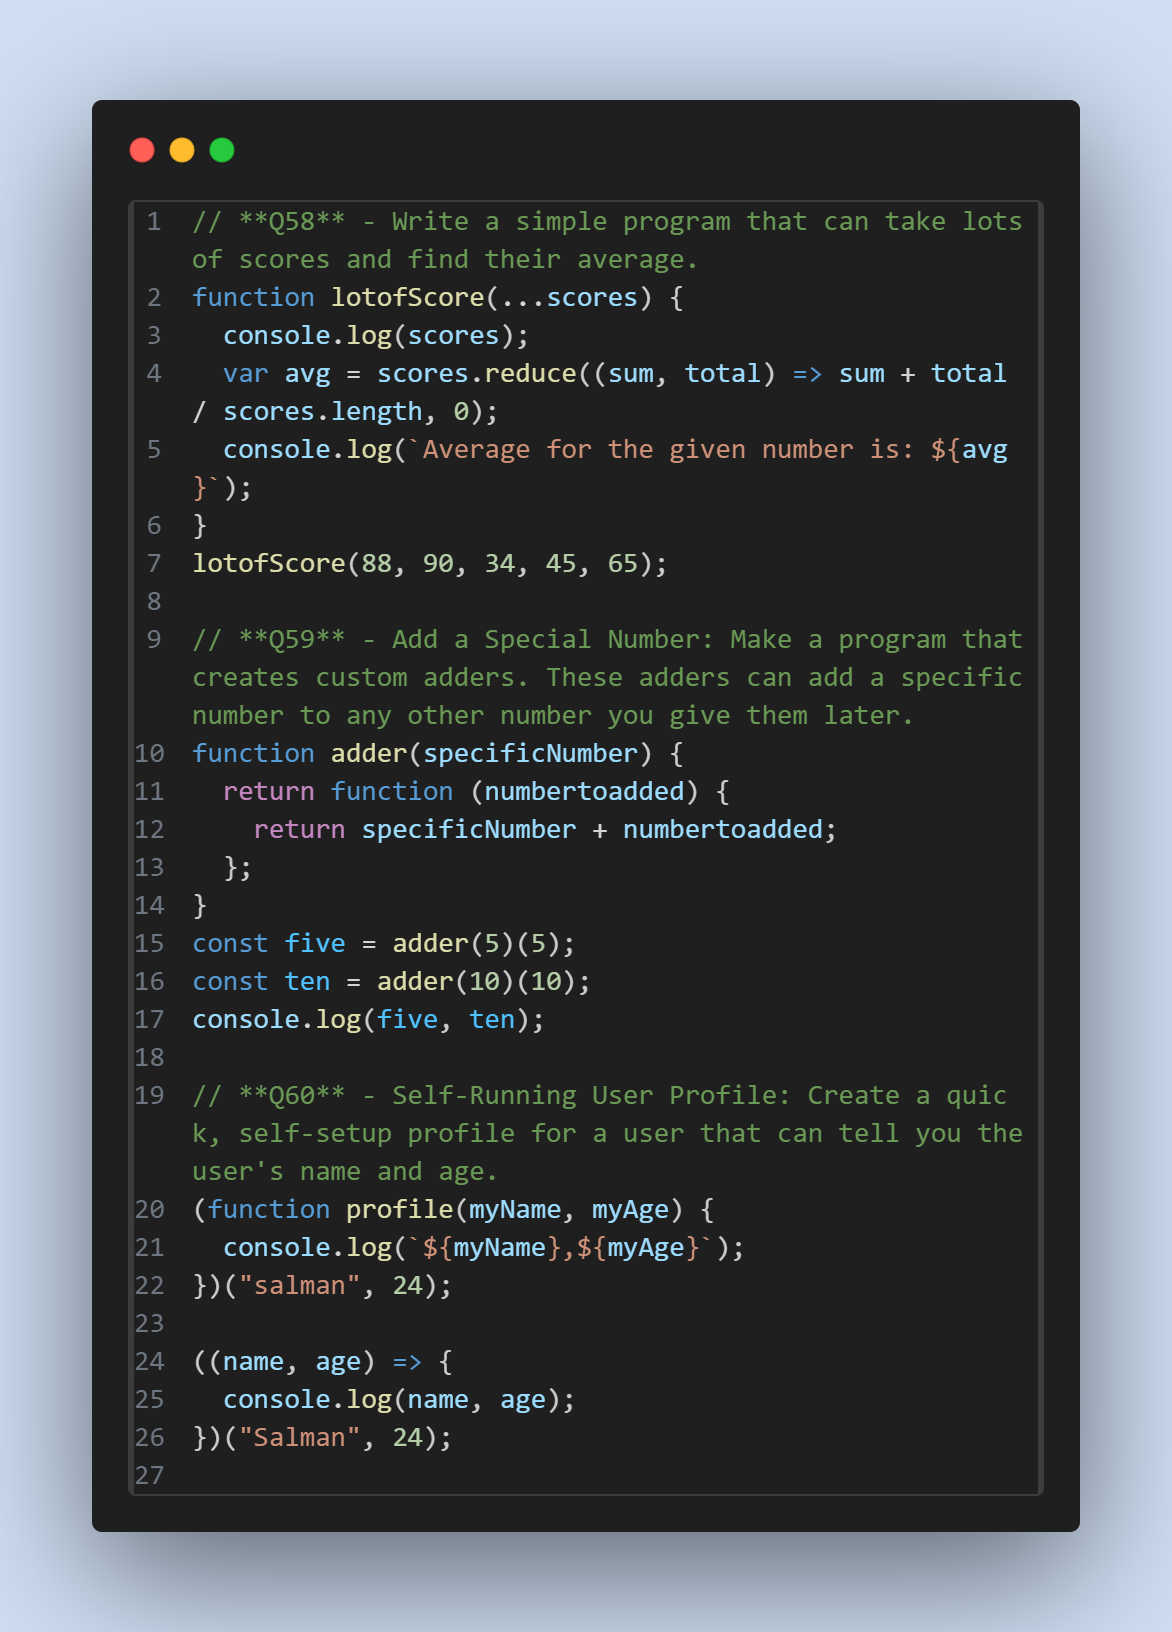 1 // **Q58** - Write a simple program that can take lots
of scores and find their average.
2 function lotofScore(...scores) {
3   console.log(scores);
4   var avg = scores.reduce((sum, total) => sum + total
/ scores.length, 0);
5   console.log(`Average for the given number is: ${avg
}`);
6 }
7 lotofScore(88, 90, 34, 45, 65);
8
9 // **Q59** - Add a Special Number: Make a program that
creates custom adders. These adders can add a specific
number to any other number you give them later.
10 function adder(specificNumber) {
11   return function (numbertoadded) {
12     return specificNumber + numbertoadded;
13   };
14 }
15 const five = adder(5)(5);
16 const ten = adder(10)(10);
17 console.log(five, ten);
18
19 // **Q60** - Self-Running User Profile: Create a quic
k, self-setup profile for a user that can tell you the
user's name and age.
20 (function profile(myName, myAge) {
21   console.log(`${myName},${myAge}`);
22 })("salman", 24);
23
24 ((name, age) => {
25   console.log(name, age);
26 })("Salman", 24);
27